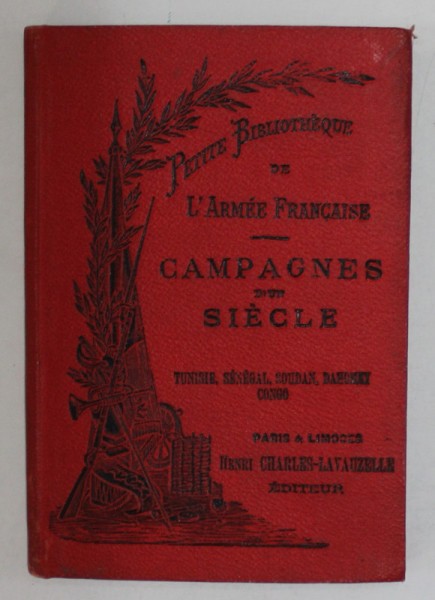 PETITE BIBLIOTHÈQUE
DE
L'ARMÉE FRANÇAISE
CAMPAGNES
D'UN
SIÈCLE
TUNISIE, SÉNÉGAL, SOUDAN, DAHOMEY
CONGO
PARIS & LIMOGES
HENRI CHARLES-LAVAUZELLE
ÉDITEUR